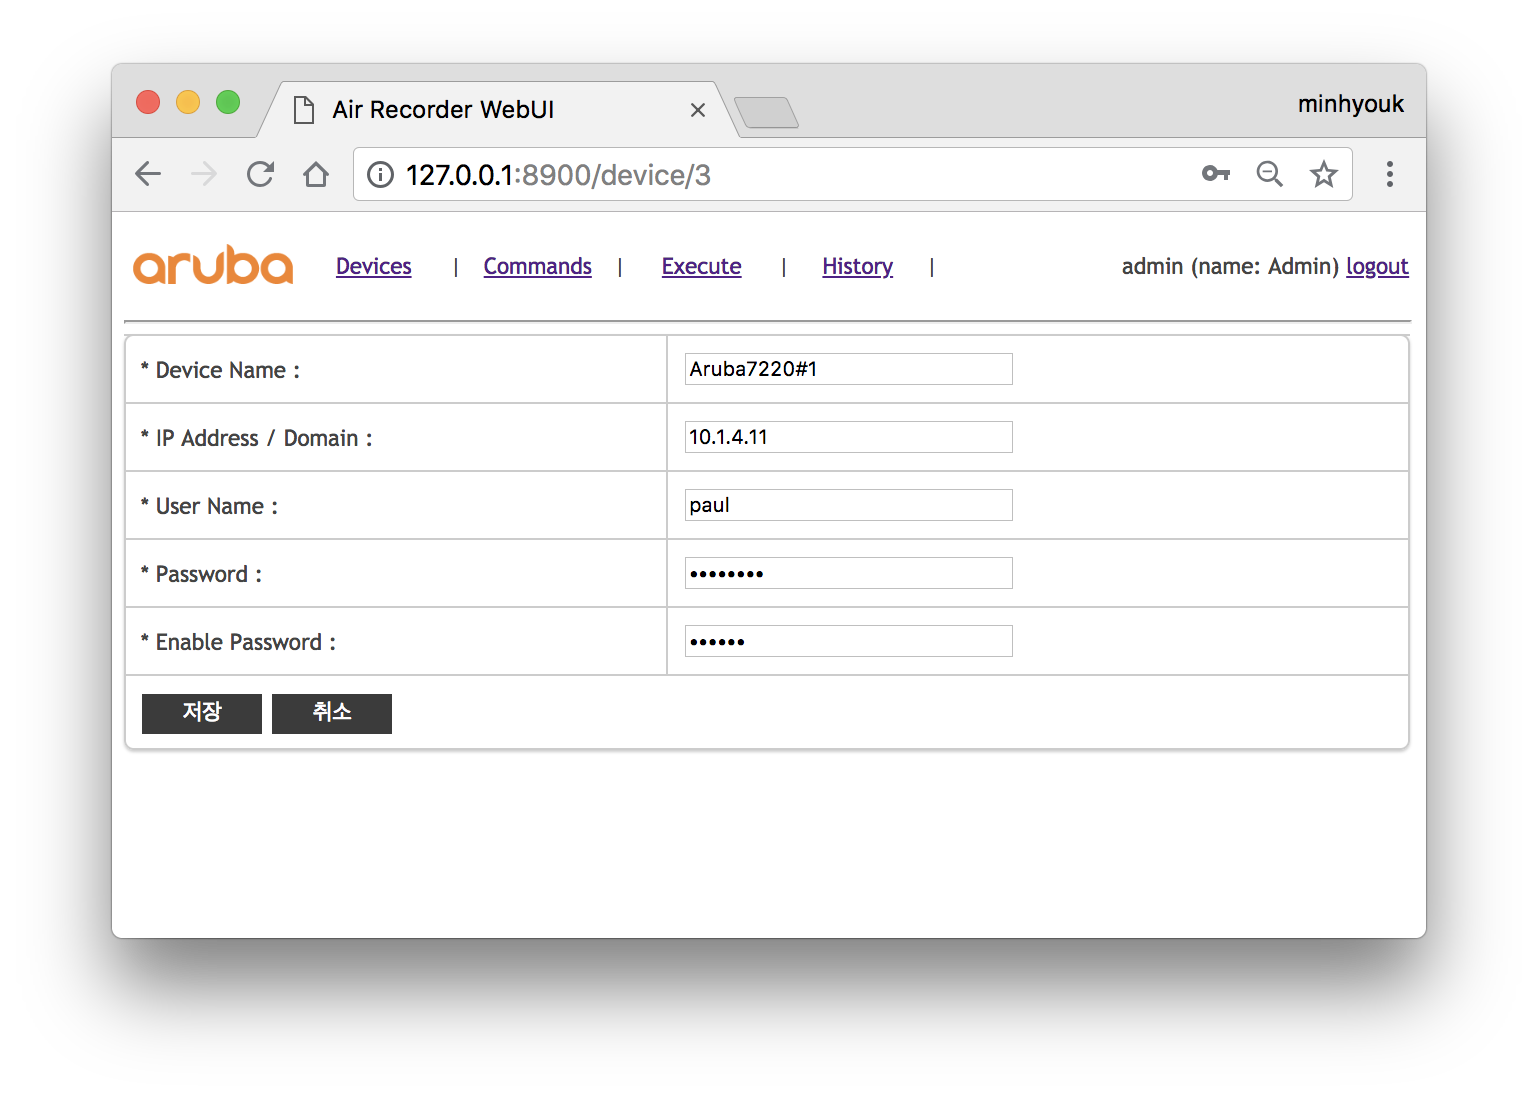 Air Recorder WebUI
minhyouk
127.0.0.1:8900/device/3
aruba Devices | Commands | Execute | History | admin (name: Admin) logout
* Device Name : Aruba7220#1
* IP Address / Domain : 10.1.4.11
* User Name : paul
* Password : ••••••••
* Enable Password : ••••••
저장 취소